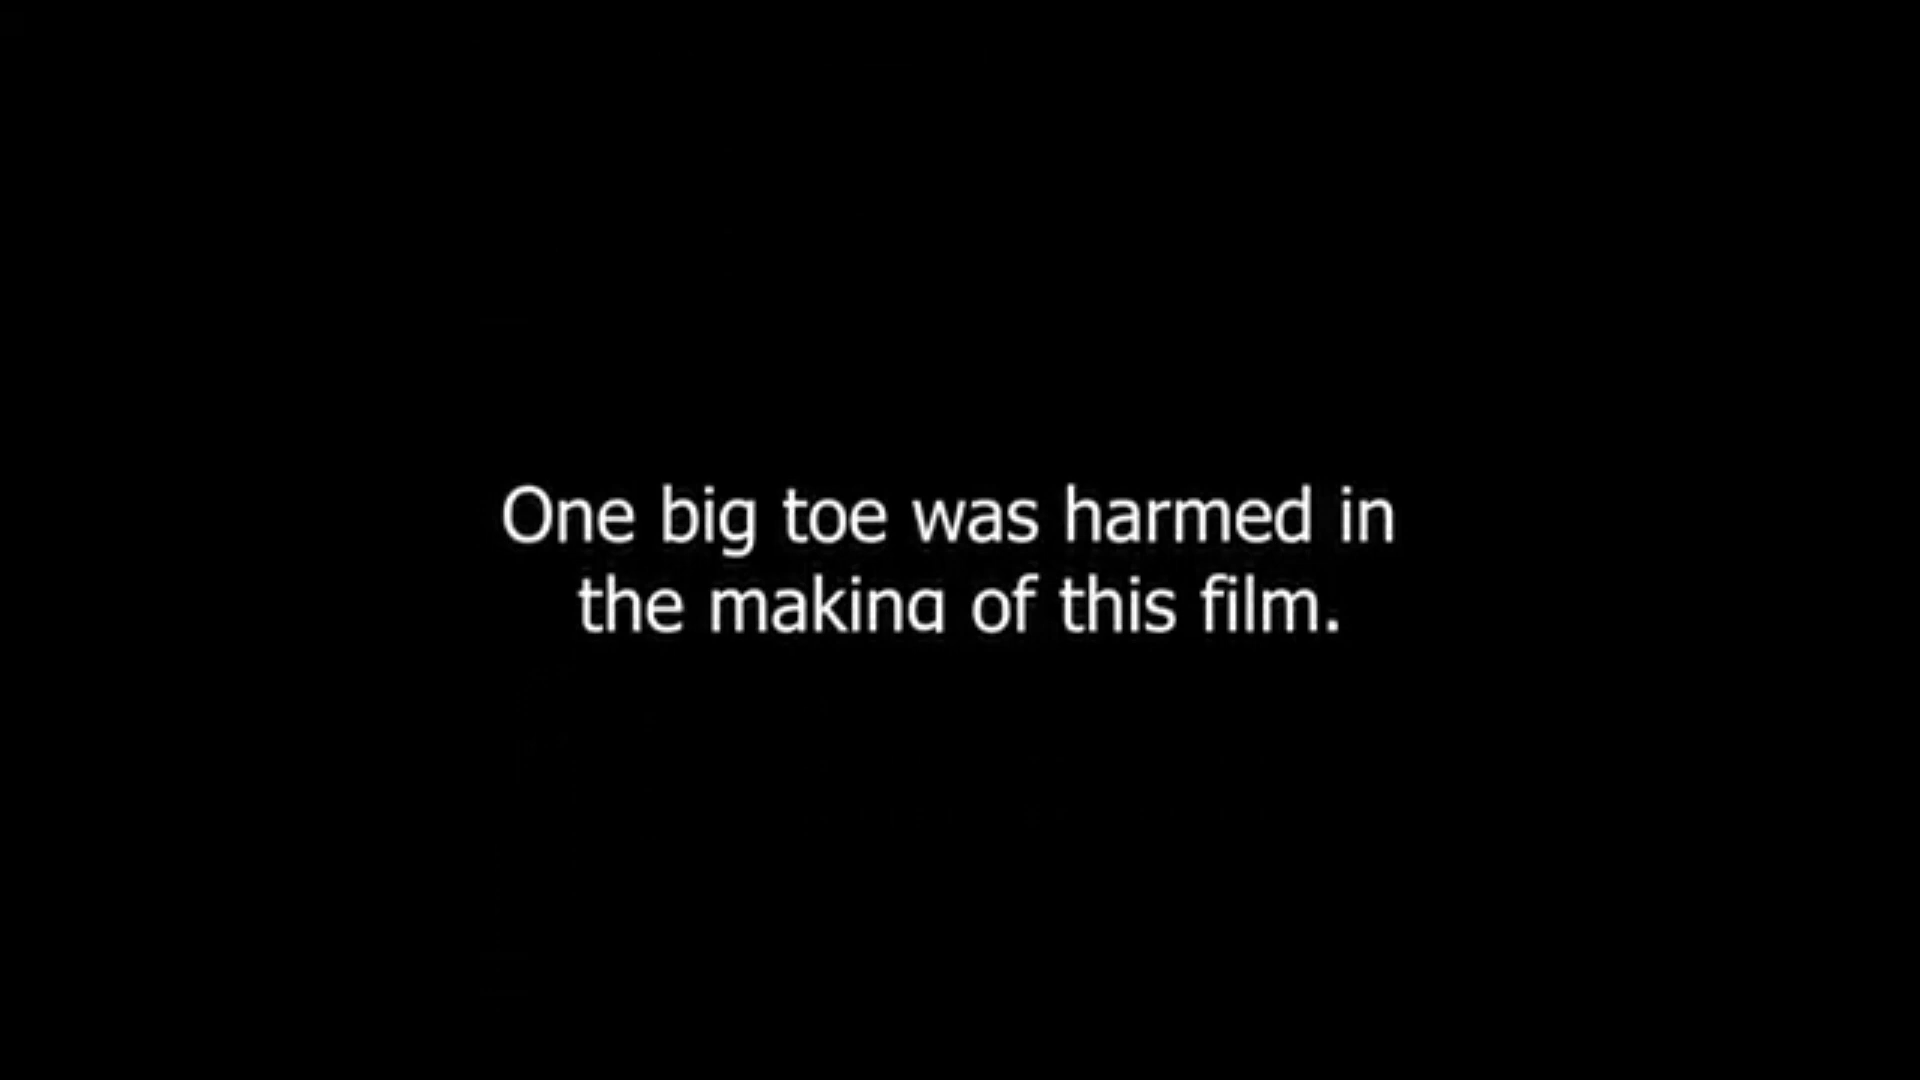 One big toe was harmed in
the making of this film.